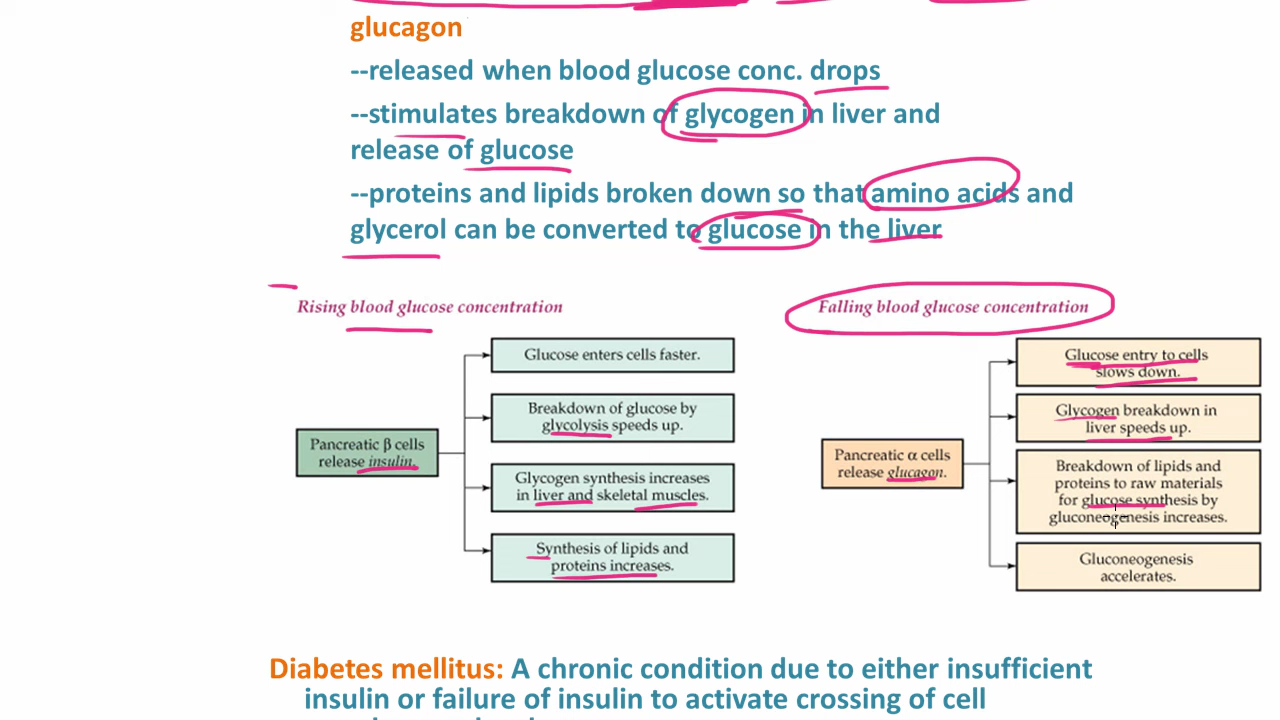 glucagon
--released when blood glucose conc. drops
--stimulates breakdown of glycogen in liver and
release of glucose
--proteins and lipids broken down so that amino acids and
glycerol can be converted to glucose in the liver
Rising blood glucose concentration
Pancreatic β cells
release insulin.
Glucose enters cells faster.
Breakdown of glucose by
glycolysis speeds up.
Glycogen synthesis increases
in liver and skeletal muscles.
Synthesis of lipids and
proteins increases.
Falling blood glucose concentration
Pancreatic α cells
release glucagon.
Glucose entry to cells
slows down.
Glycogen breakdown in
liver speeds up.
Breakdown of lipids and
proteins to raw materials
for glucose synthesis by
gluconeogenesis increases.
Gluconeogenesis
accelerates.
Diabetes mellitus: A chronic condition due to either insufficient
insulin or failure of insulin to activate crossing of cell